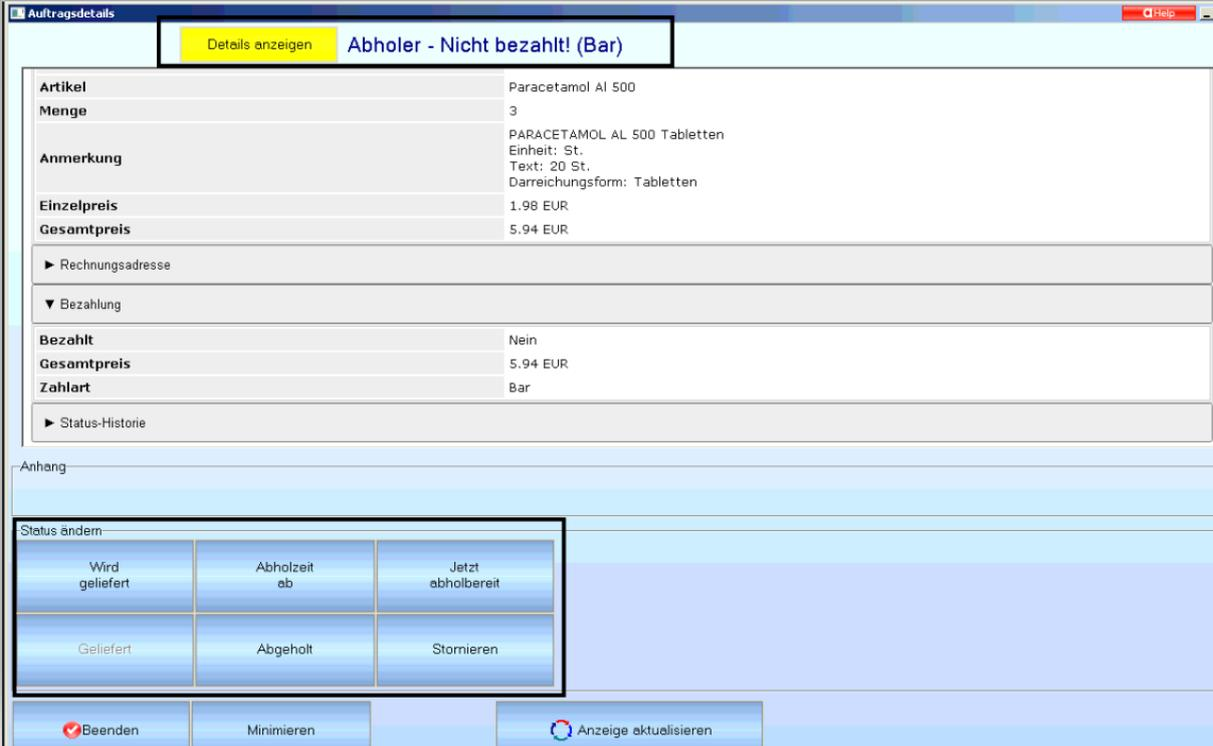 Auftragsdetails
Help
Details anzeigen
Abholer - Nicht bezahlt! (Bar)
Artikel Paracetamol Al 500
Menge 3
Anmerkung
PARACETAMOL AL 500 Tabletten
Einheit: St.
Text: 20 St.
Darreichungsform: Tabletten
Einzelpreis 1.98 EUR
Gesamtpreis 5.94 EUR
► Rechnungsadresse
▼ Bezahlung
Bezahlt Nein
Gesamtpreis 5.94 EUR
Zahlart Bar
► Status-Historie
Anhang
Status ändern
Wird
geliefert
Abholzeit
ab
Jetzt
abholbereit
Geliefert
Abgeholt
Stornieren
Beenden
Minimieren
Anzeige aktualisieren